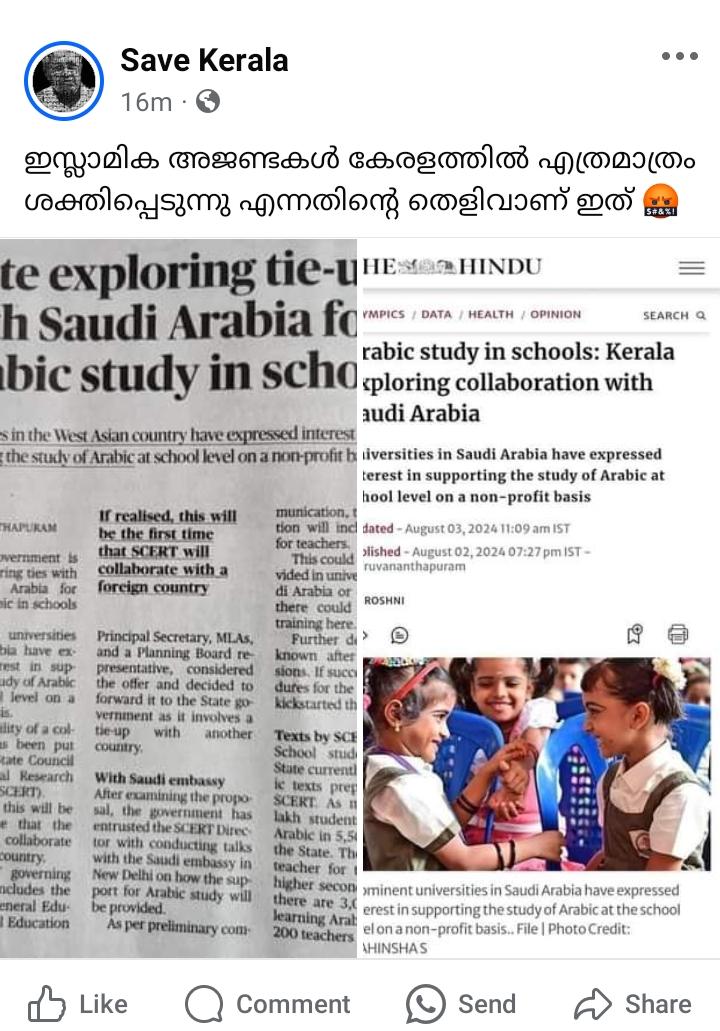 Save Kerala
16m ·
ഇസ്ലാമിക അജണ്ടകൾ കേരളത്തിൽ എത്രമാത്രം
ശക്തിപ്പെടുന്നു എന്നതിന്റെ തെളിവാണ് ഇത്
te exploring tie-u
h Saudi Arabia fo
abic study in scho
s in the West Asian country have expressed interest
the study of Arabic at school level on a non-profit b
THAPURAM
overnment is
ring ties with
Arabia for
bic in schools
universities
bia have ex-
rest in sup-
udy of Arabic
l level on a
is.
ility of a col-
s been put
tate Council
al Research
SCERT).
this will be
e that the
collaborate
country.
governing
ncludes the
eneral Edu-
l Education
If realised, this will
be the first time
that SCERT will
collaborate with a
foreign country
Principal Secretary, MLAs,
and a Planning Board re-
presentative, considered
the offer and decided to
forward it to the State go-
vernment as it involves a
tie-up with another
country.
With Saudi embassy
After examining the propo-
sal, the government has
entrusted the SCERT Direc-
tor with conducting talks
with the Saudi embassy in
New Delhi on how the sup-
port for Arabic study will
be provided.
As per preliminary com-
munication, t
tion will incl
for teachers.
This could
vided in unive
di Arabia or
there could
training here.
Further de
known after
sions. If succ
dures for the
kickstarted th
Texts by SCE
School stud
State currentl
ic texts prep
SCERT. As m
lakh student
Arabic in 5,5
the State. Th
teacher for
higher secon
there are 3,
learning Arab
200 teachers
HE HINDU
YMPICS / DATA / HEALTH / OPINION
SEARCH
rabic study in schools: Kerala
xploring collaboration with
audi Arabia
iversities in Saudi Arabia have expressed
terest in supporting the study of Arabic at
hool level on a non-profit basis
dated - August 03, 2024 11:09 am IST
blished - August 02, 2024 07:27 pm IST -
ruvananthapuram
ROSHNI
ominent universities in Saudi Arabia have expressed
erest in supporting the study of Arabic at the school
el on a non-profit basis.. File | Photo Credit:
AHINSHA S
Like
Comment
Send
Share